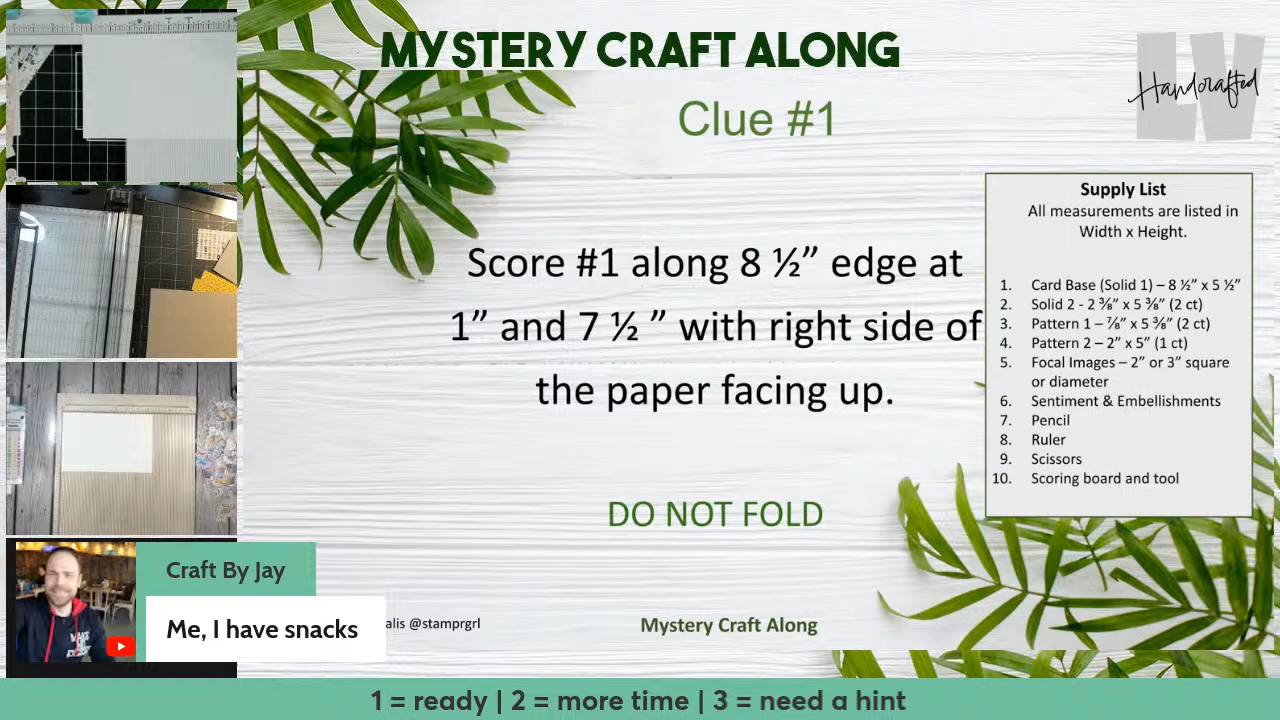 MYSTERY CRAFT ALONG
Handcrafted
Clue #1
Score #1 along 8 ½” edge at
1” and 7 ½ ” with right side of
the paper facing up.
DO NOT FOLD
Supply List
All measurements are listed in
Width x Height.
1. Card Base (Solid 1) – 8 ½” x 5 ½”
2. Solid 2 - 2 ⅜” x 5 ⅜” (2 ct)
3. Pattern 1 – ⅞” x 5 ⅜” (2 ct)
4. Pattern 2 – 2” x 5” (1 ct)
5. Focal Images – 2” or 3” square
or diameter
6. Sentiment & Embellishments
7. Pencil
8. Ruler
9. Scissors
10. Scoring board and tool
Craft By Jay
Me, I have snacks
alis @stamprgrl
Mystery Craft Along
1 = ready | 2 = more time | 3 = need a hint